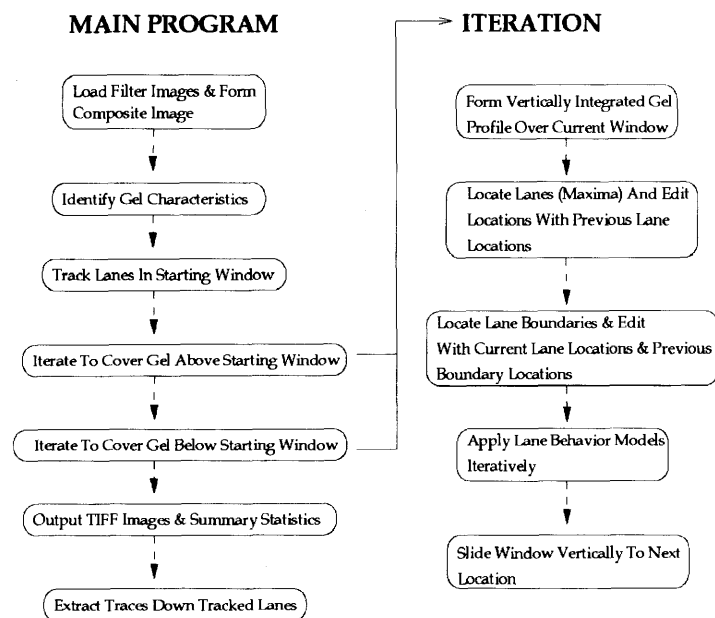 MAIN PROGRAM
Load Filter Images & Form
Composite Image
Identify Gel Characteristics
Track Lanes In Starting Window
Iterate To Cover Gel Above Starting Window
Iterate To Cover Gel Below Starting Window
Output TIFF Images & Summary Statistics
Extract Traces Down Tracked Lanes
ITERATION
Form Vertically Integrated Gel
Profile Over Current Window
Locate Lanes (Maxima) And Edit
Locations With Previous Lane
Locations
Locate Lane Boundaries & Edit
With Current Lane Locations & Previous
Boundary Locations
Apply Lane Behavior Models
Iteratively
Slide Window Vertically To Next
Location